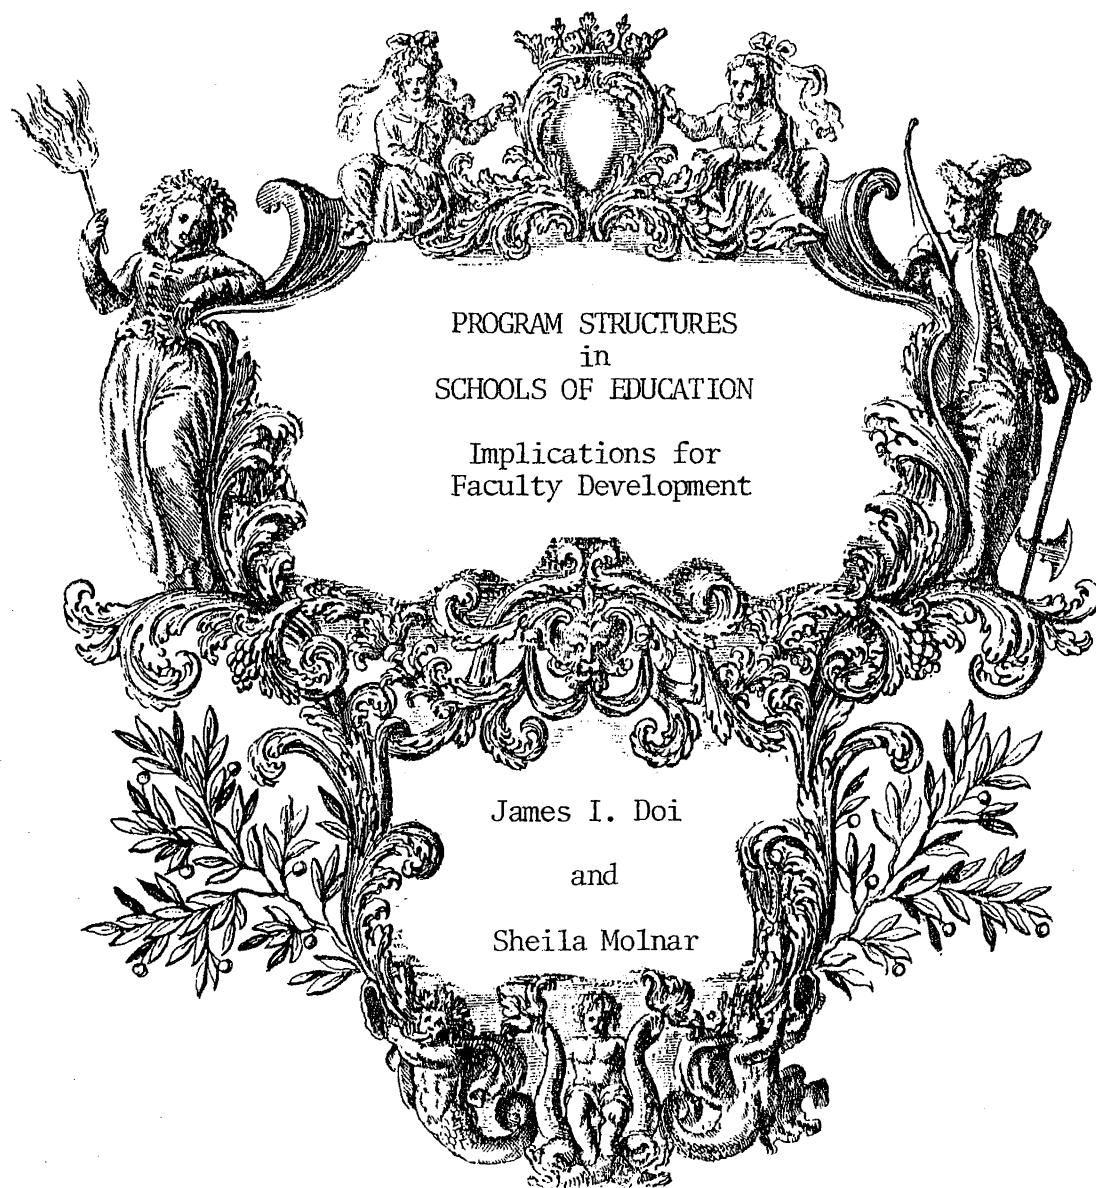 PROGRAM STRUCTURES
in
SCHOOLS OF EDUCATION
Implications for
Faculty Development
James I. Doi
and
Sheila Molnar